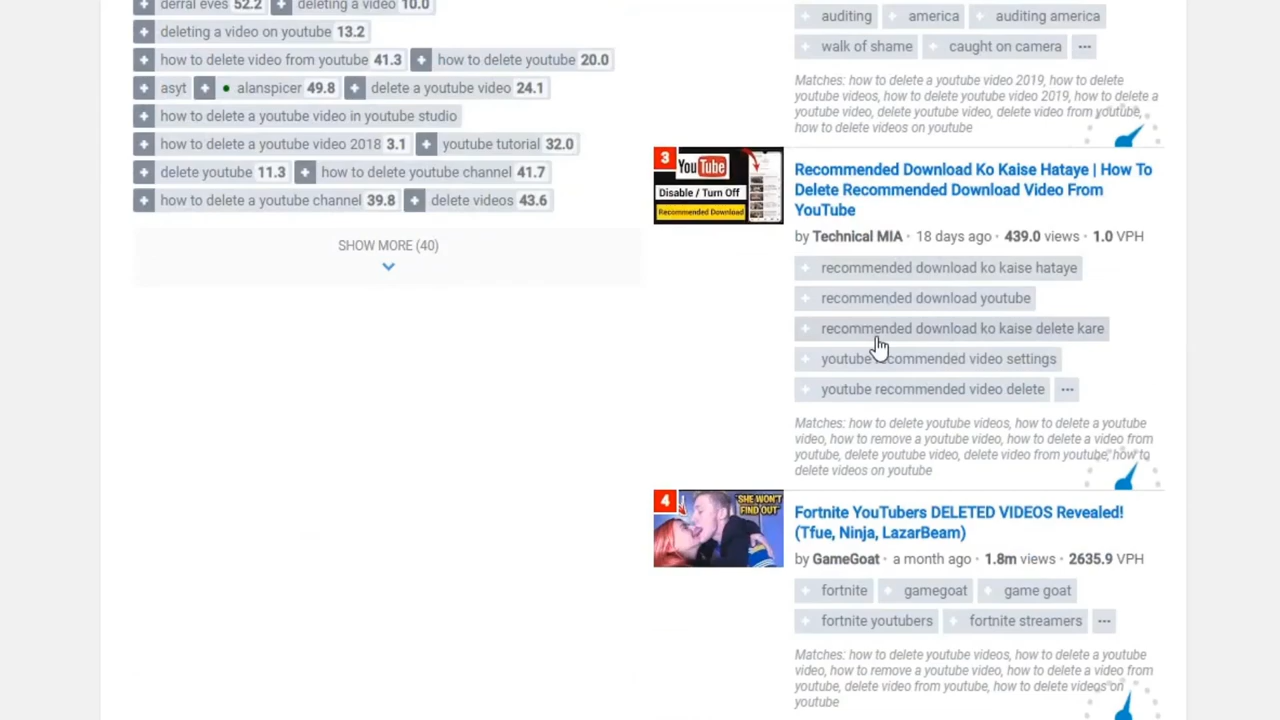 derral eves 52.2 deleting a video 10.0
deleting a video on youtube 13.2
how to delete video from youtube 41.3 how to delete youtube 20.0
asyt alanspicer 49.8 delete a youtube video 24.1
how to delete a youtube video in youtube studio
how to delete a youtube video 2018 3.1 youtube tutorial 32.0
delete youtube 11.3 how to delete youtube channel 41.7
how to delete a youtube channel 39.8 delete videos 43.6
SHOW MORE (40)
auditing america auditing america
walk of shame caught on camera ...
Matches: how to delete a youtube video 2019, how to delete
youtube videos, how to delete youtube video 2019, how to delete a
youtube video, delete youtube video, delete video from youtube,
how to delete videos on youtube
3
YouTube
Disable / Turn Off
Recommended Download
Recommended Download Ko Kaise Hataye | How To
Delete Recommended Download Video From
YouTube
by Technical MIA · 18 days ago · 439.0 views · 1.0 VPH
recommended download ko kaise hataye
recommended download youtube
recommended download ko kaise delete kare
youtube recommended video settings
youtube recommended video delete ...
Matches: how to delete youtube videos, how to delete a youtube
video, how to remove a youtube video, how to delete a video from
youtube, delete youtube video, delete video from youtube, how to
delete videos on youtube
4
"SHE WON'T
FIND OUT"
Fortnite YouTubers DELETED VIDEOS Revealed!
(Tfue, Ninja, LazarBeam)
by GameGoat · a month ago · 1.8m views · 2635.9 VPH
fortnite gamegoat game goat
fortnite youtubers fortnite streamers ...
Matches: how to delete youtube videos, how to delete a youtube
video, how to remove a youtube video, how to delete a video from
youtube, delete video from youtube, how to delete videos on
youtube